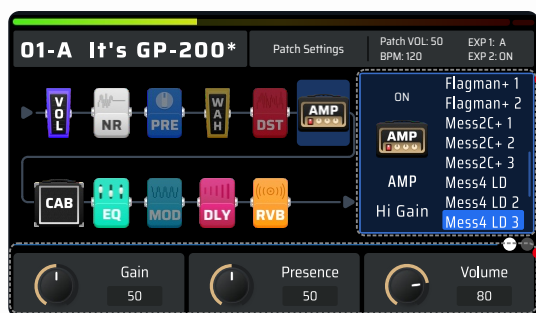 01-A It's GP-200*
Patch Settings
Patch VOL: 50
BPM: 120
EXP 1: A
EXP 2: ON
VOL
NR
PRE
WAH
DST
AMP
CAB
EQ
MOD
DLY
RVB
ON
AMP
AMP
Hi Gain
Flagman+ 1
Flagman+ 2
Mess2C+ 1
Mess2C+ 2
Mess2C+ 3
Mess4 LD
Mess4 LD 2
Mess4 LD 3
Gain
50
Presence
50
Volume
80